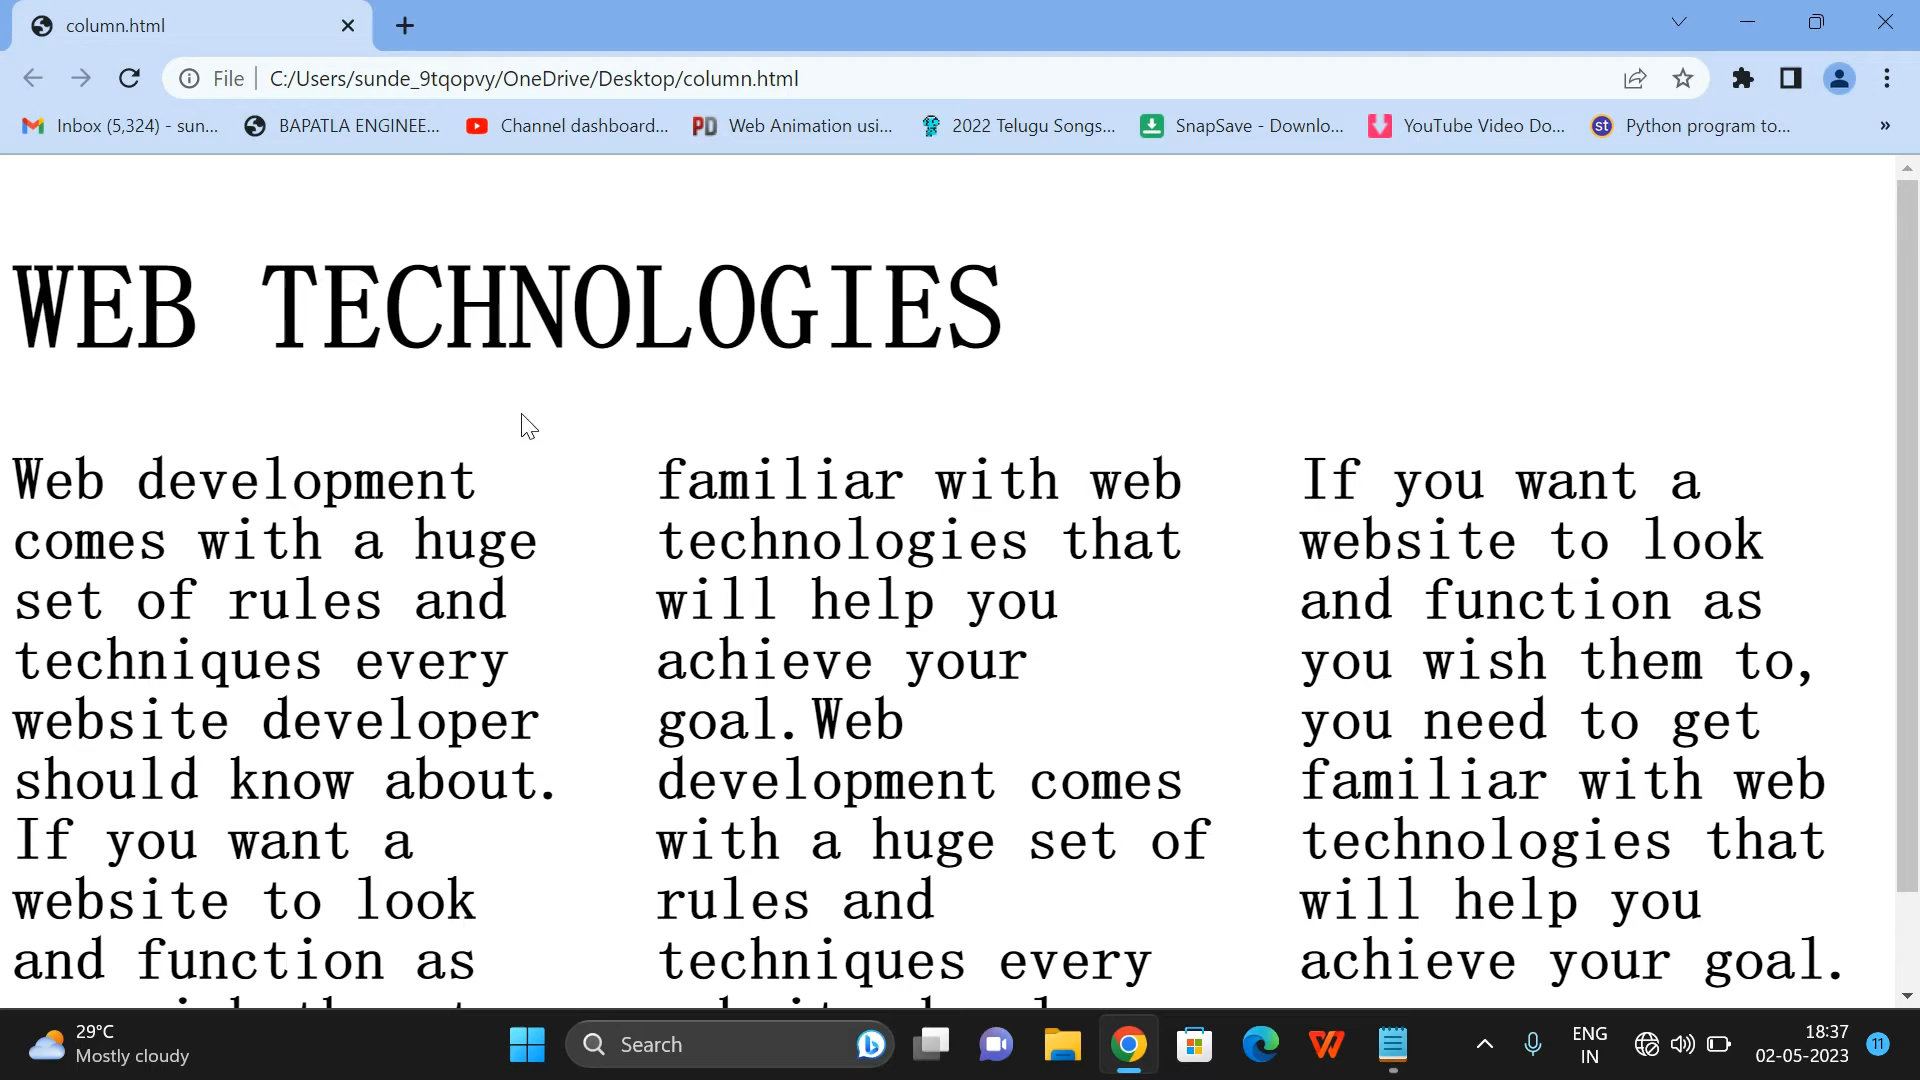 column.html
File
C:/Users/sunde_9tqopvy/OneDrive/Desktop/column.html
Inbox (5,324) - sun...
BAPATLA ENGINEE...
Channel dashboard...
PD
Web Animation usi...
2022 Telugu Songs...
SnapSave - Downlo...
YouTube Video Do...
st
Python program to...
»
WEB TECHNOLOGIES
Web development
comes with a huge
set of rules and
techniques every
website developer
should know about.
If you want a
website to look
and function as
familiar with web
technologies that
will help you
achieve your
goal.Web
development comes
with a huge set of
rules and
techniques every
If you want a
website to look
and function as
you wish them to,
you need to get
familiar with web
technologies that
will help you
achieve your goal.
29°C
Mostly cloudy
Search
ENG
IN
18:37
02-05-2023
11